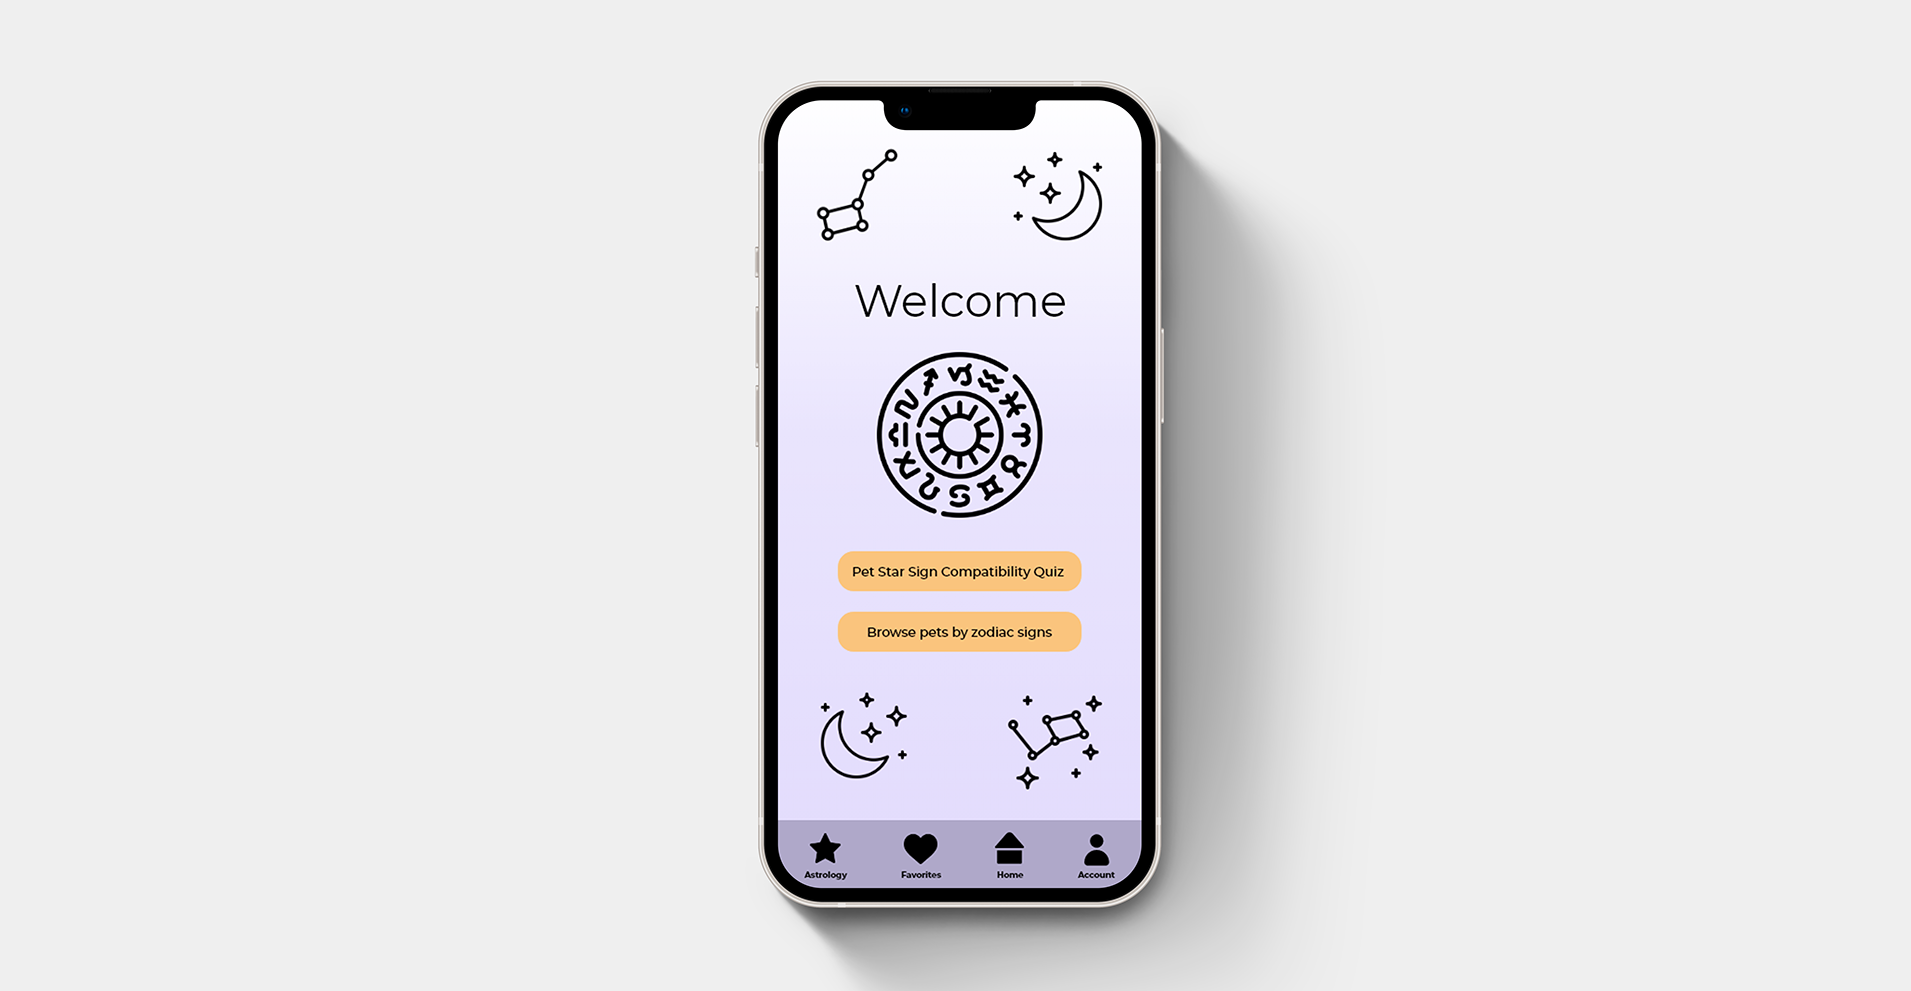 Welcome
Pet Star Sign Compatibility Quiz
Browse pets by zodiac signs
Astrology
Favorites
Home
Account